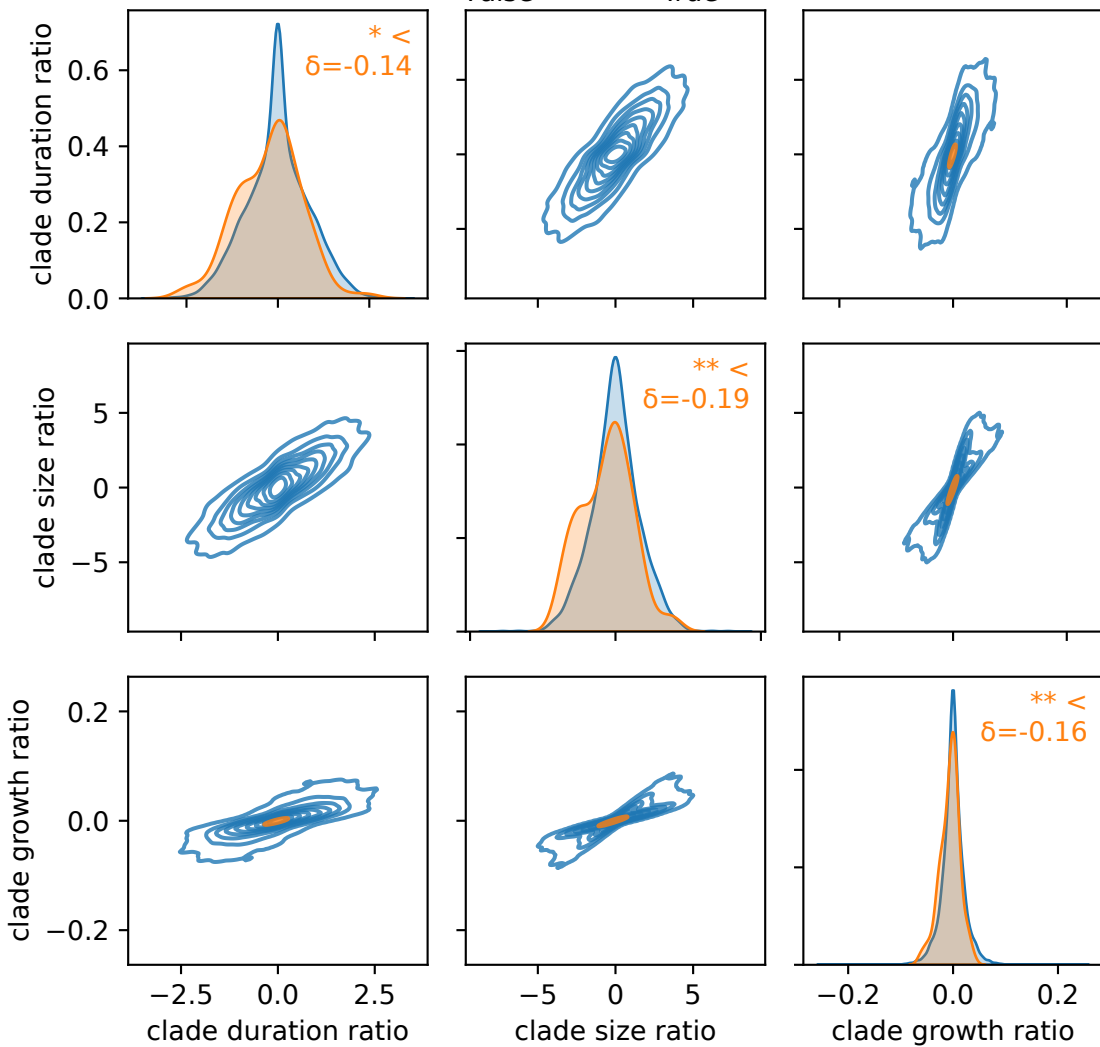 clade duration ratio
0.6
0.4
0.2
0.0
* <
δ=-0.14
clade size ratio
5
0
−5
** <
δ=-0.19
clade growth ratio
0.2
0.0
−0.2
** <
δ=-0.16
−2.5 0.0 2.5
clade duration ratio
−5 0 5
clade size ratio
−0.2 0.0 0.2
clade growth ratio